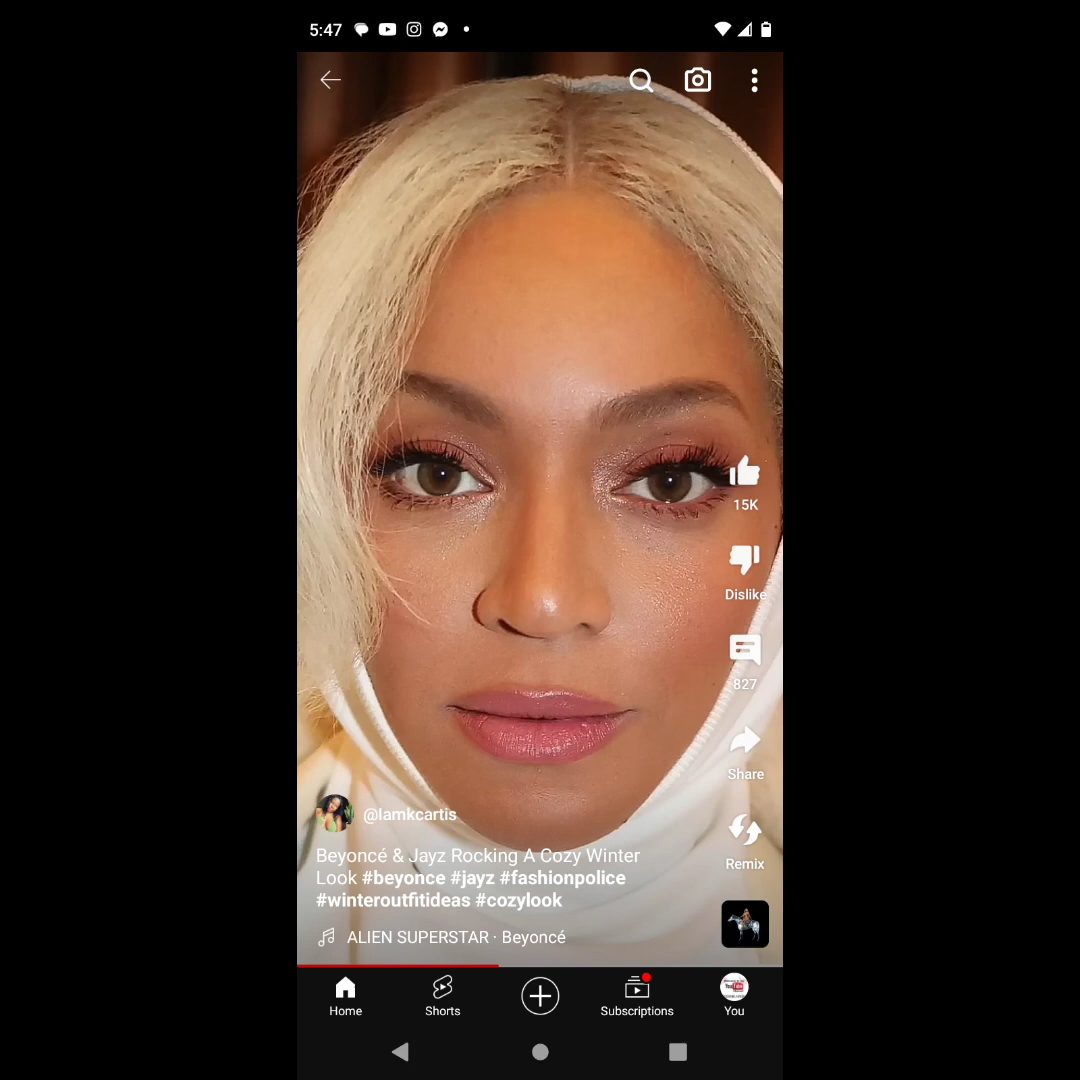 5:47
15K
Dislike
827
Share
@lamkcartis
Beyoncé & Jayz Rocking A Cozy Winter
Look #beyonce #jayz #fashionpolice
#winteroutfitideas #cozylook
Remix
ALIEN SUPERSTAR · Beyoncé
Home
Shorts
Subscriptions
You